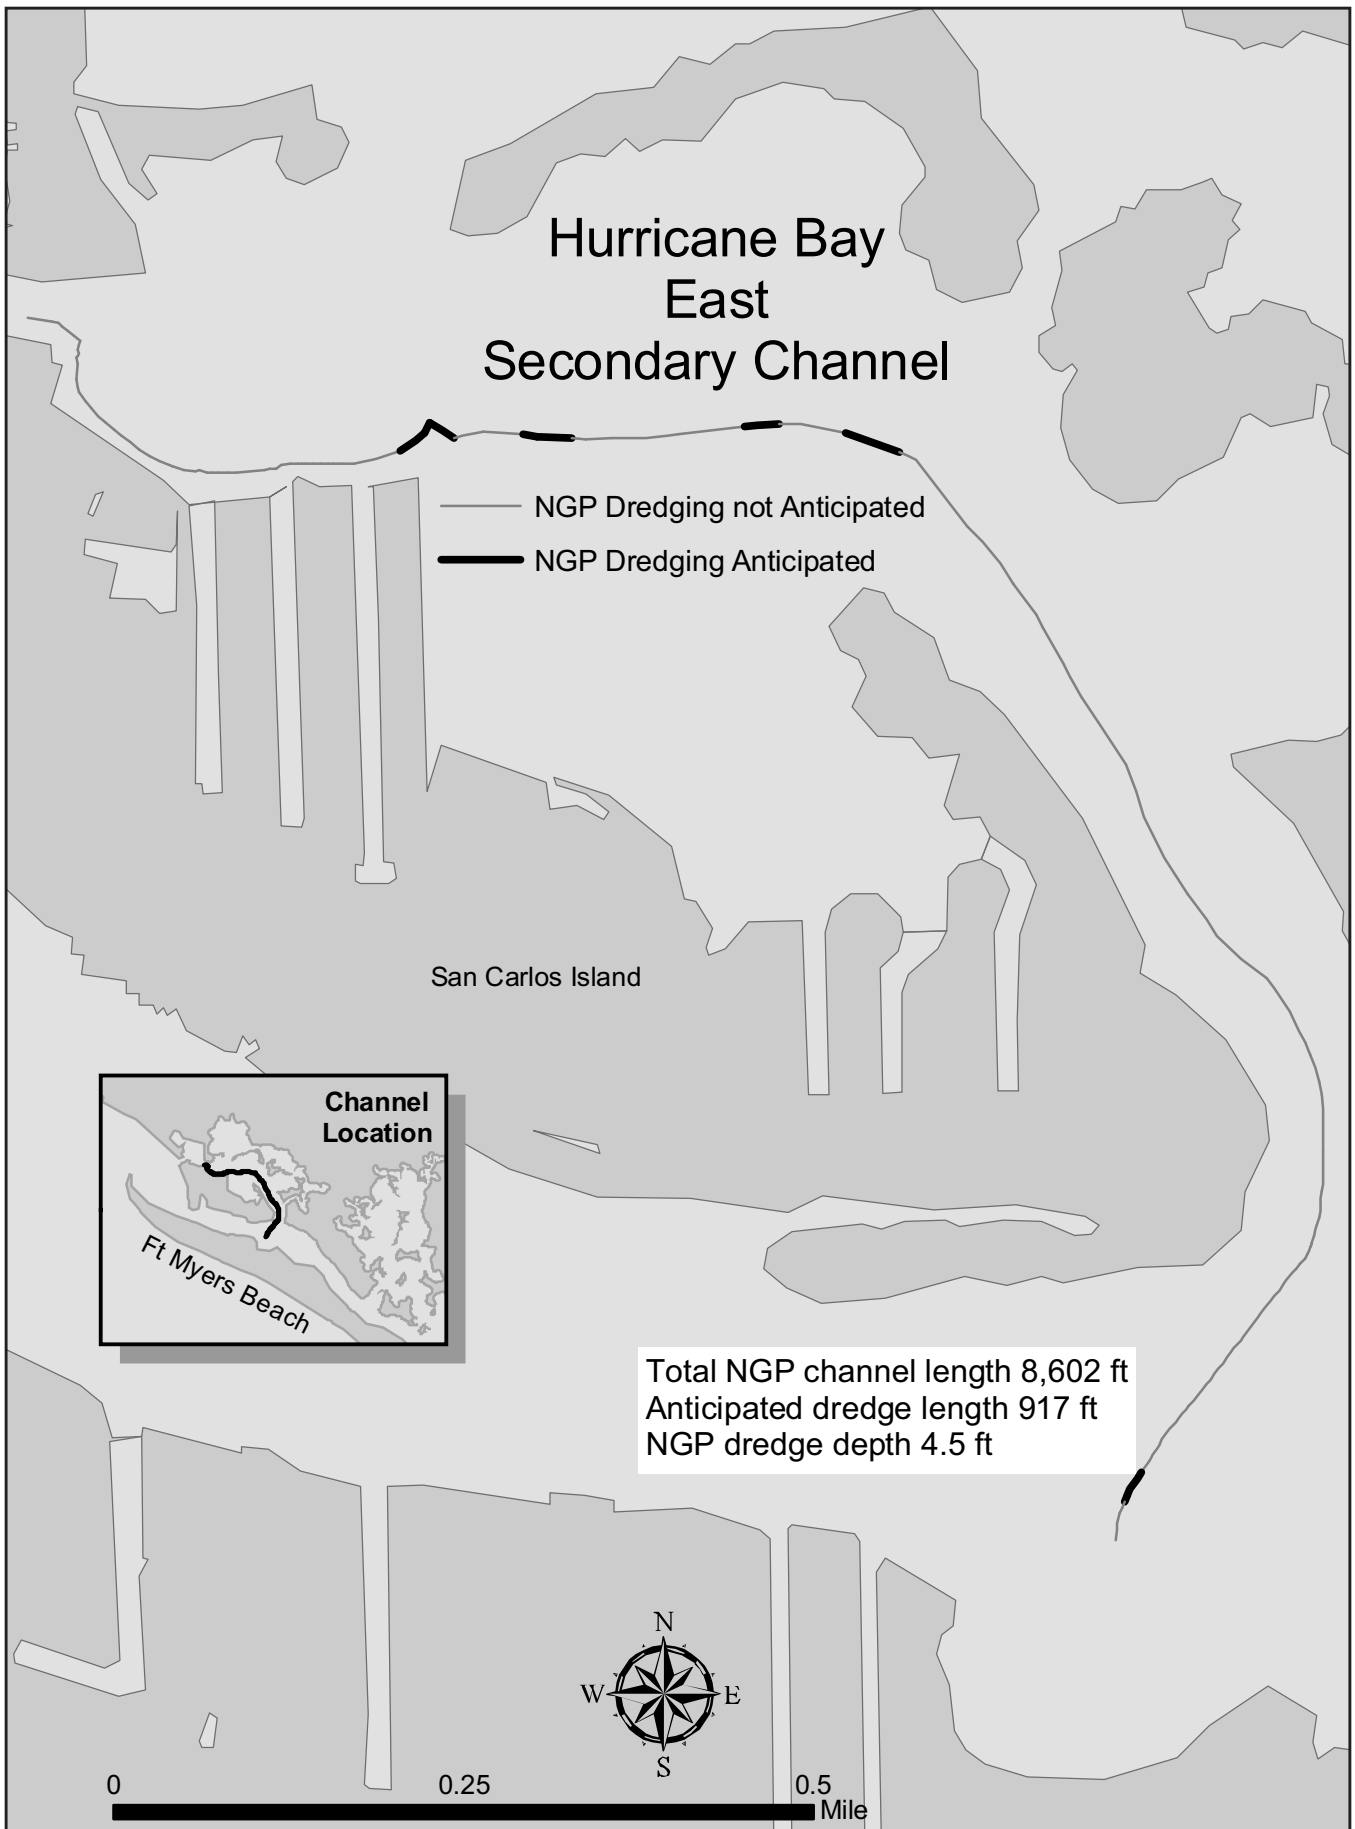 Hurricane Bay
East
Secondary Channel
NGP Dredging not Anticipated
NGP Dredging Anticipated
San Carlos Island
Channel
Location
Ft Myers Beach
Total NGP channel length 8,602 ft
Anticipated dredge length 917 ft
NGP dredge depth 4.5 ft
N
W E
S
0 0.25 0.5
Mile